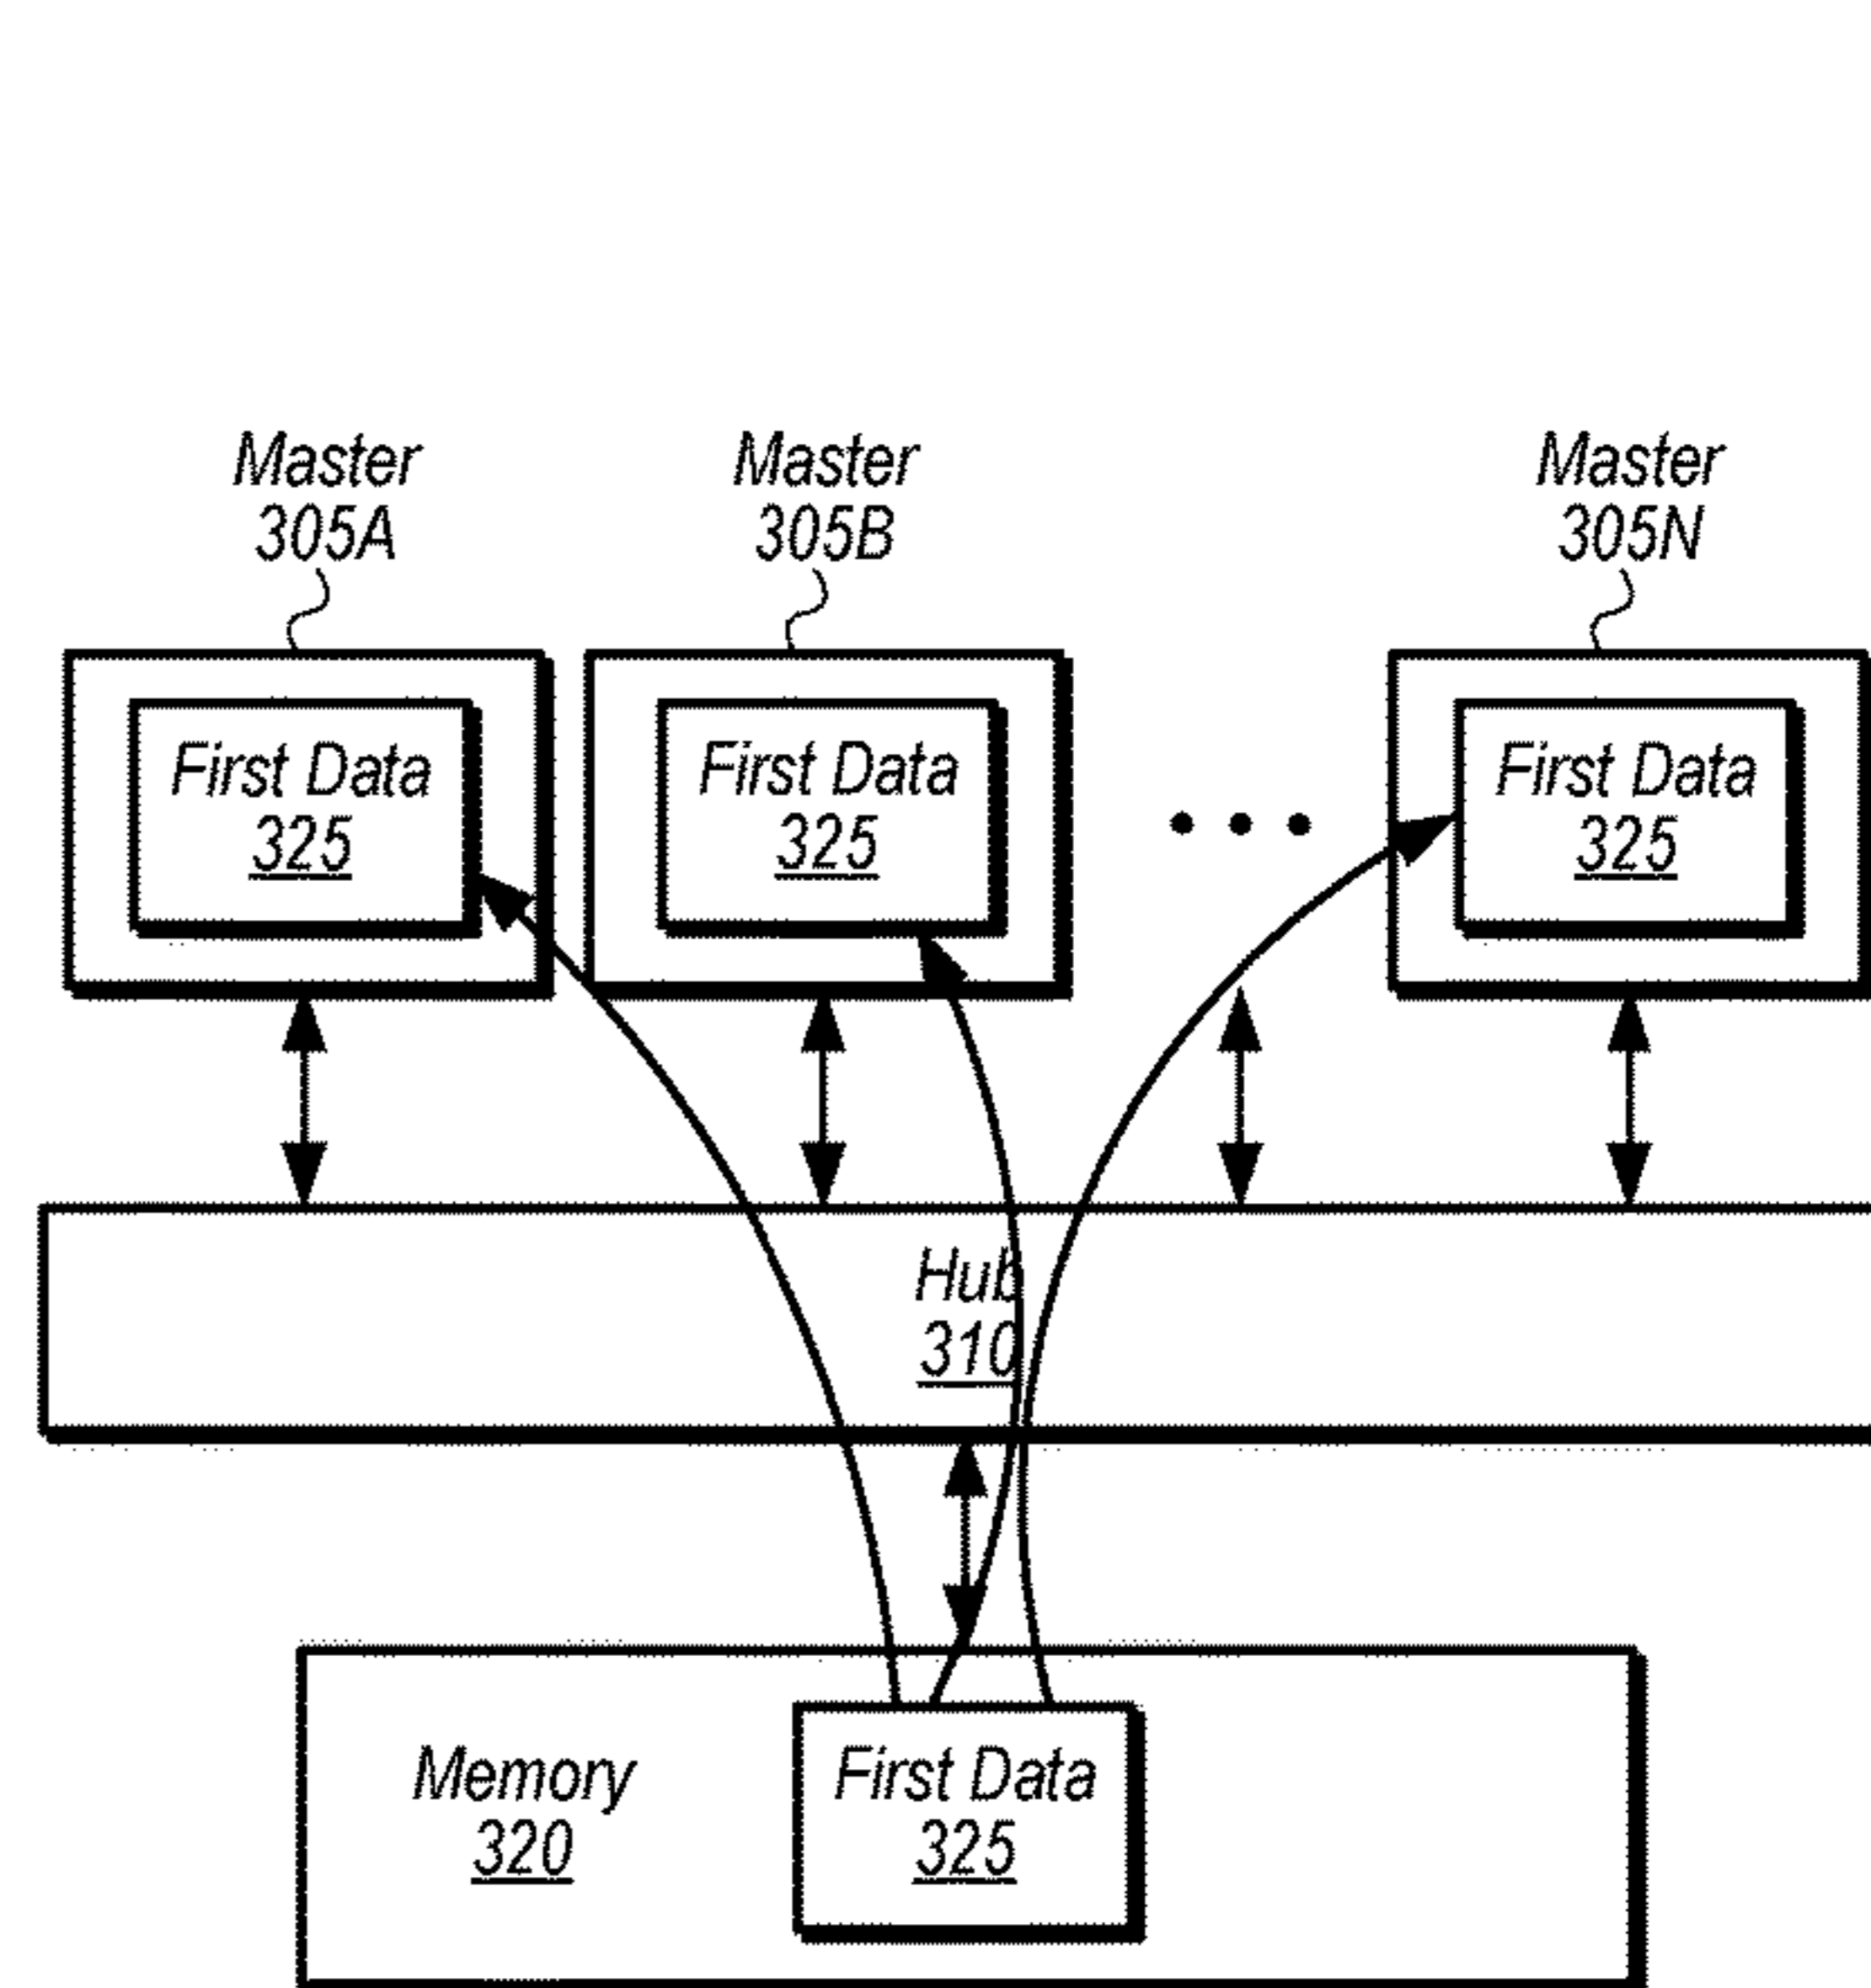 Master
305A
Master
305B
Master
305N
First Data
325
First Data
325
• • •
First Data
325
Hub
310
Memory
320
First Data
325